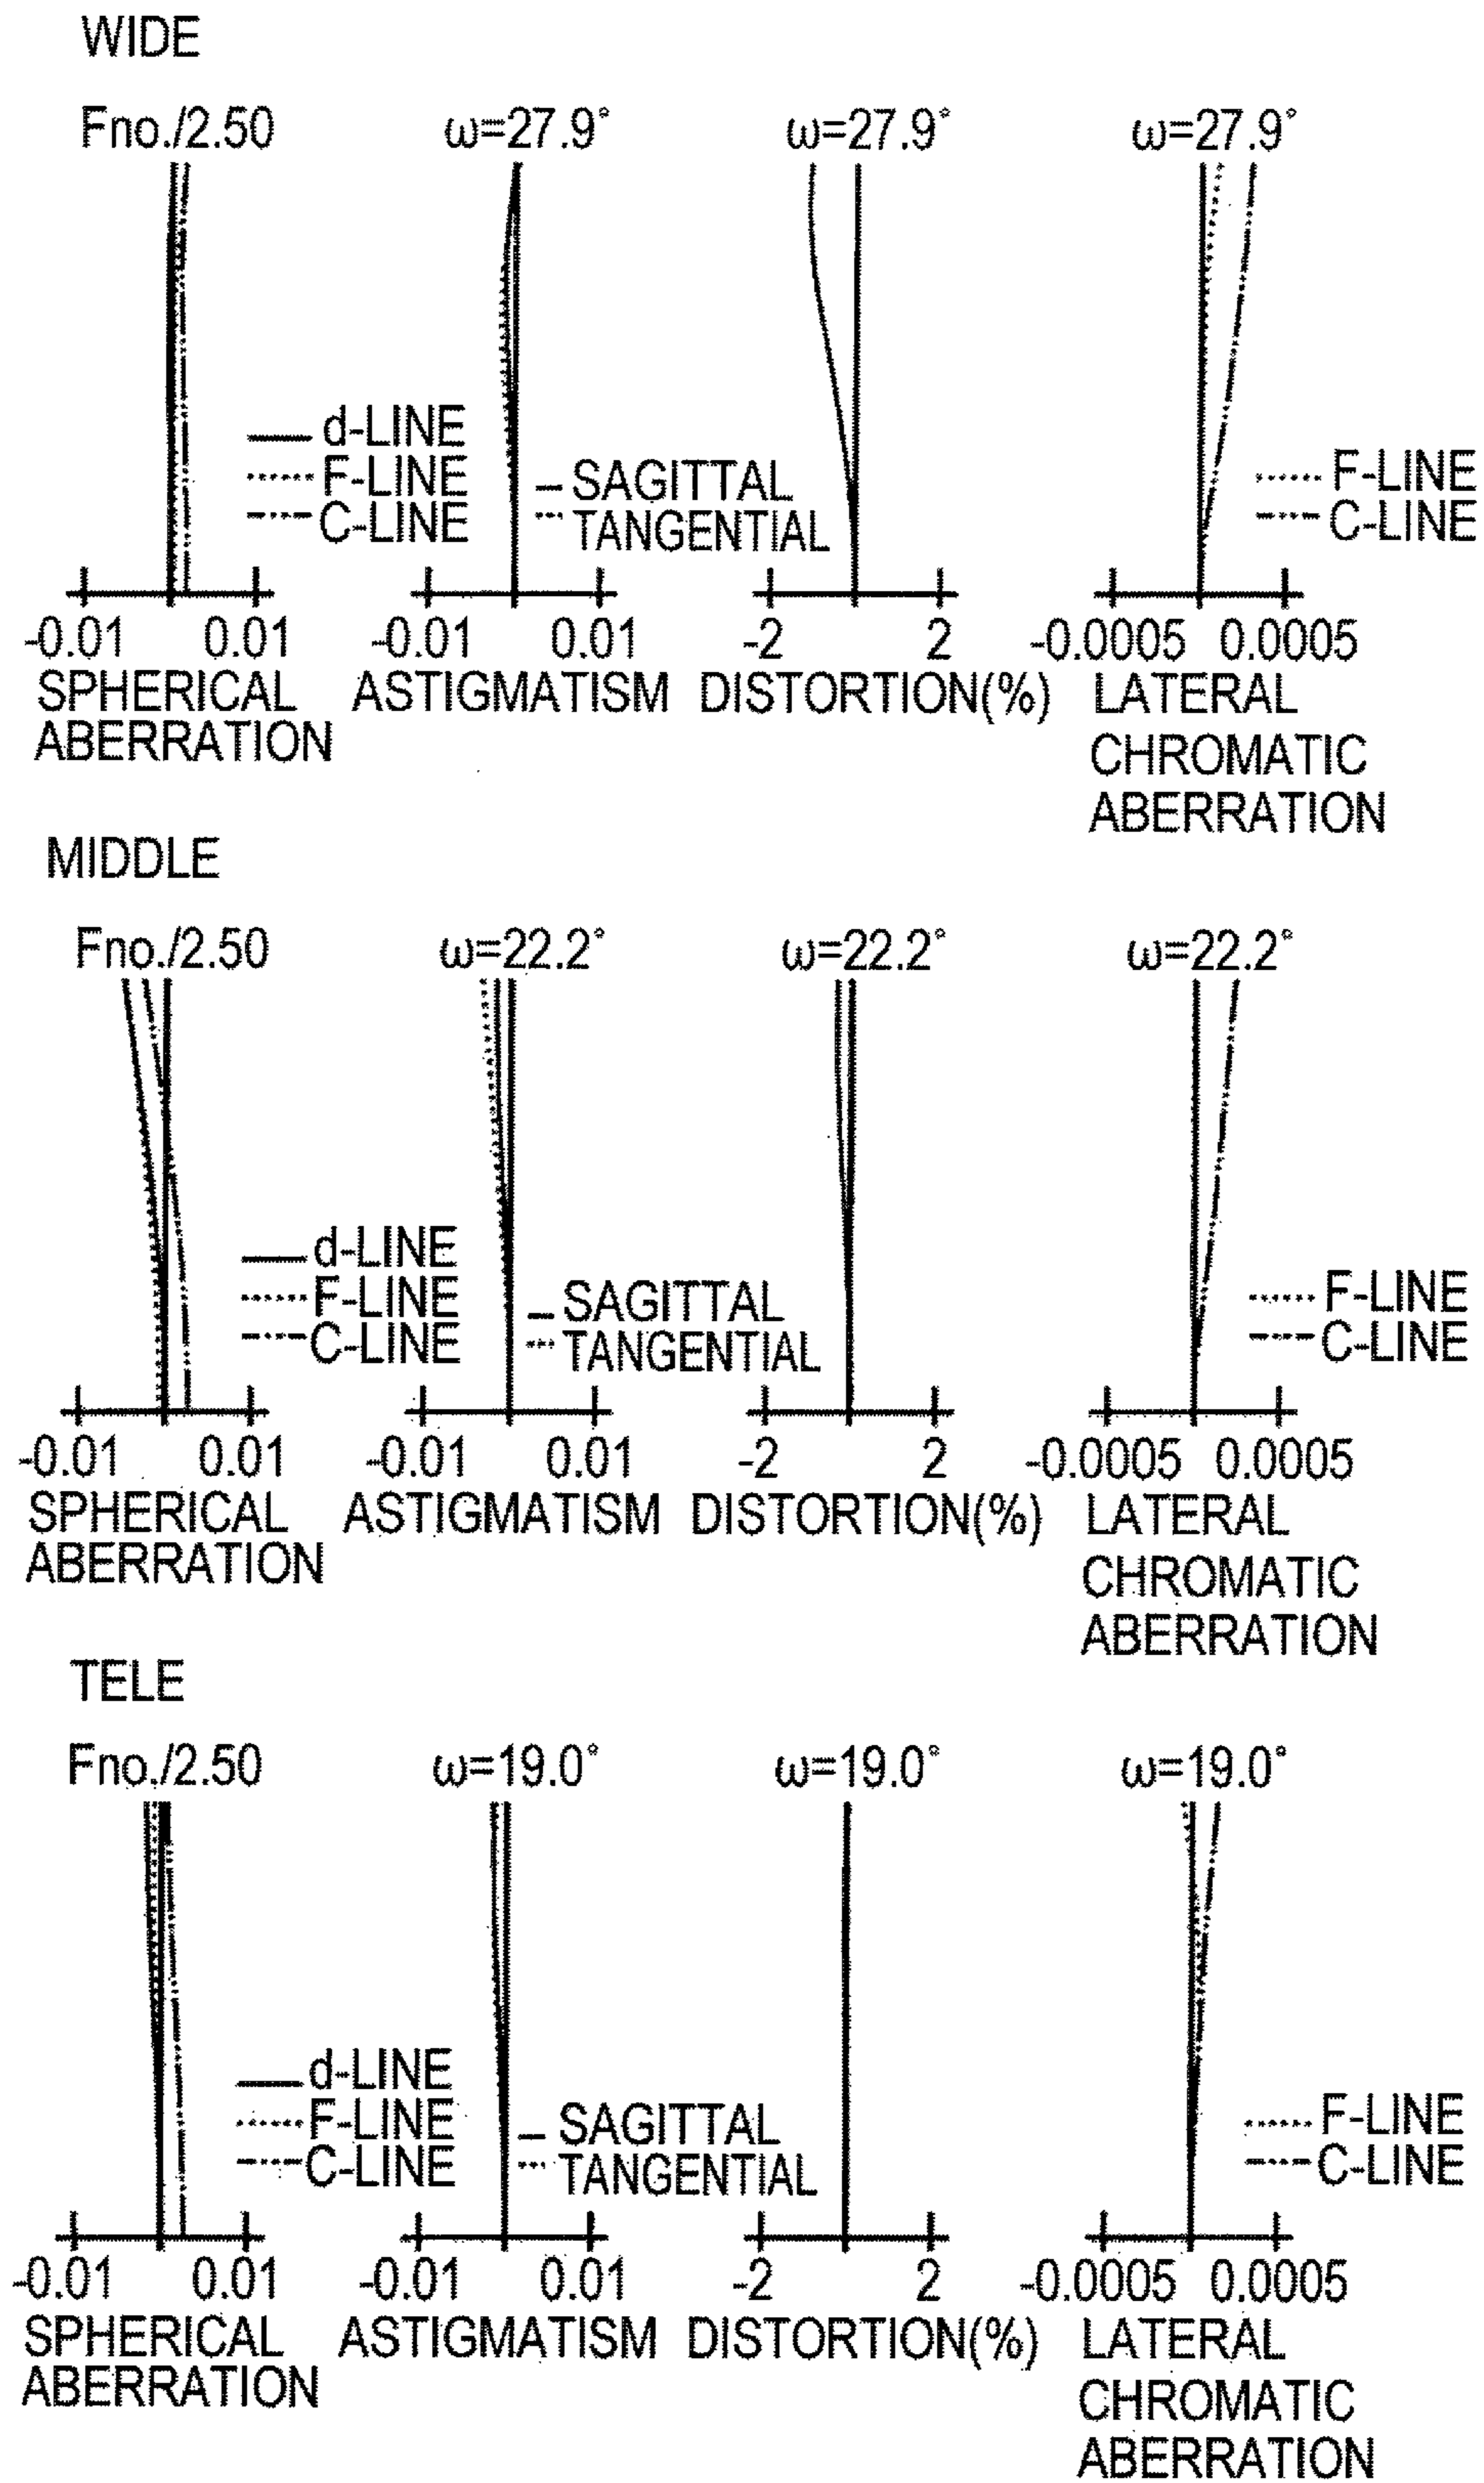 WIDE
Fno./2.50 ω=27.9° ω=27.9° ω=27.9°
d-LINE
F-LINE
C-LINE
SAGITTAL
TANGENTIAL
F-LINE
C-LINE
-0.01 0.01 -0.01 0.01 -2 2 -0.0005 0.0005
SPHERICAL ABERRATION
ASTIGMATISM
DISTORTION(%)
LATERAL
CHROMATIC
ABERRATION
MIDDLE
Fno./2.50 ω=22.2° ω=22.2° ω=22.2°
d-LINE
F-LINE
C-LINE
SAGITTAL
TANGENTIAL
F-LINE
C-LINE
-0.01 0.01 -0.01 0.01 -2 2 -0.0005 0.0005
SPHERICAL
ABERRATION
ASTIGMATISM
DISTORTION(%)
LATERAL
CHROMATIC
ABERRATION
TELE
Fno./2.50 ω=19.0° ω=19.0° ω=19.0°
d-LINE
F-LINE
C-LINE
SAGITTAL
TANGENTIAL
F-LINE
C-LINE
-0.01 0.01 -0.01 0.01 -2 2 -0.0005 0.0005
SPHERICAL
ABERRATION
ASTIGMATISM
DISTORTION(%)
LATERAL
CHROMATIC
ABERRATION